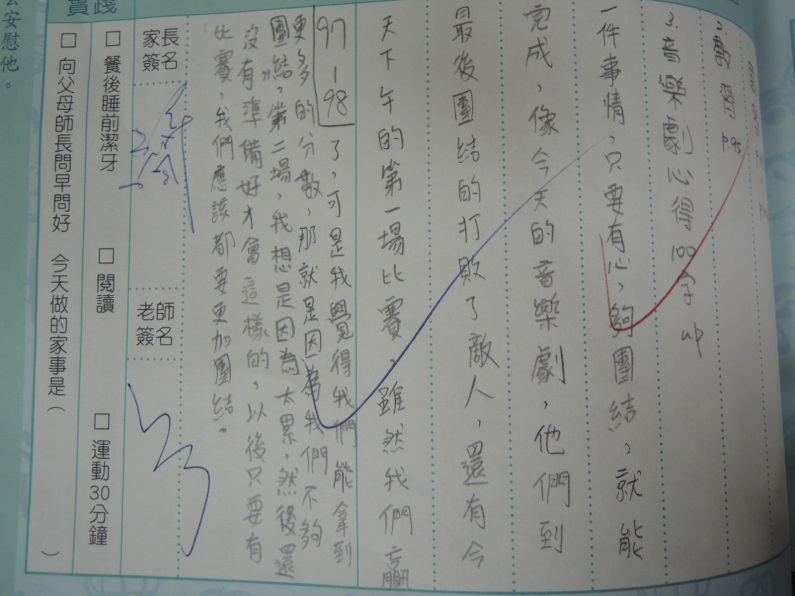 2. 預習 P.95
3. 音樂劇心得100字up
一件事情,只要有心,夠團結,就能
完成,像今天的音樂劇,他們到
最後團結的打敗了敵人,還有今
天下午的第一場比賽,雖然我們贏
97-98了,可是我覺得我們能拿到
更多的分數,那就是因為我們不夠
團結,第二場,我想是因為太累,然後還
沒有準備好才會這樣的,以後只要有
比賽,我們應該都要更加團結。
家長簽名
老師簽名
□ 餐後睡前潔牙 □ 閱讀 □ 運動30分鐘
□ 向父母師長問早問好 今天做的家事是( )
實踐
安慰他。